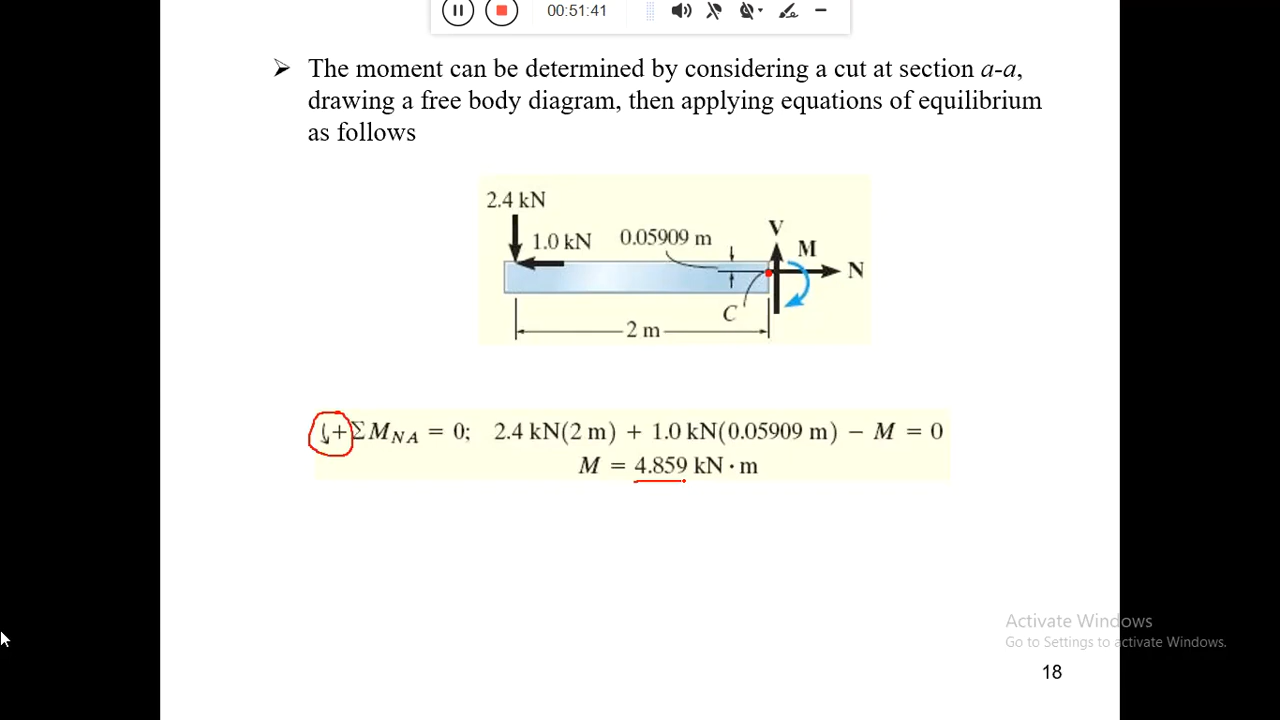 00:51:41
➢ The moment can be determined by considering a cut at section a-a,
drawing a free body diagram, then applying equations of equilibrium
as follows
2.4 kN
1.0 kN
0.05909 m
V
M
N
C
2 m
↺+ΣM_NA = 0; 2.4 kN(2 m) + 1.0 kN(0.05909 m) − M = 0
M = 4.859 kN · m
Activate Windows
Go to Settings to activate Windows.
18